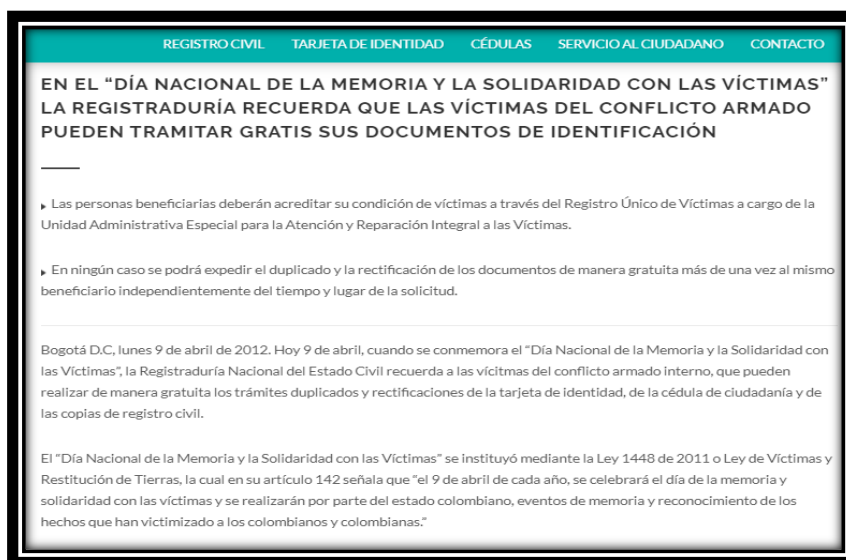 REGISTRO CIVIL TARJETA DE IDENTIDAD CÉDULAS SERVICIO AL CIUDADANO CONTACTO
EN EL “DÍA NACIONAL DE LA MEMORIA Y LA SOLIDARIDAD CON LAS VÍCTIMAS”
LA REGISTRADURÍA RECUERDA QUE LAS VÍCTIMAS DEL CONFLICTO ARMADO
PUEDEN TRAMITAR GRATIS SUS DOCUMENTOS DE IDENTIFICACIÓN
Las personas beneficiarias deberán acreditar su condición de víctimas a través del Registro Único de Víctimas a cargo de la
Unidad Administrativa Especial para la Atención y Reparación Integral a las Víctimas.
En ningún caso se podrá expedir el duplicado y la rectificación de los documentos de manera gratuita más de una vez al mismo
beneficiario independientemente del tiempo y lugar de la solicitud.
Bogotá D.C, lunes 9 de abril de 2012. Hoy 9 de abril, cuando se conmemora el “Día Nacional de la Memoria y la Solidaridad con
las Víctimas”, la Registraduría Nacional del Estado Civil recuerda a las vícitmas del conflicto armado interno, que pueden
realizar de manera gratuita los trámites duplicados y rectificaciones de la tarjeta de identidad, de la cédula de ciudadanía y de
las copias de registro civil.
El “Día Nacional de la Memoria y la Solidaridad con las Víctimas” se instituyó mediante la Ley 1448 de 2011 o Ley de Víctimas y
Restitución de Tierras, la cual en su artículo 142 señala que “el 9 de abril de cada año, se celebrará el día de la memoria y
solidaridad con las víctimas y se realizarán por parte del estado colombiano, eventos de memoria y reconocimiento de los
hechos que han victimizado a los colombianos y colombianas.”